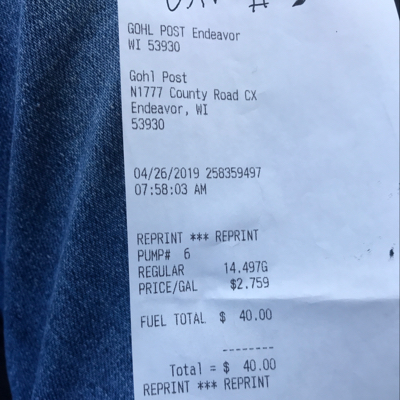 GOHL POST Endeavor
WI 53930
Gohl Post
N1777 County Road CX
Endeavor, WI
53930
04/26/2019 258359497
07:58:03 AM
REPRINT *** REPRINT
PUMP# 6
REGULAR 14.497G
PRICE/GAL $2.759
FUEL TOTAL $ 40.00
--------
Total = $ 40.00
REPRINT *** REPRINT